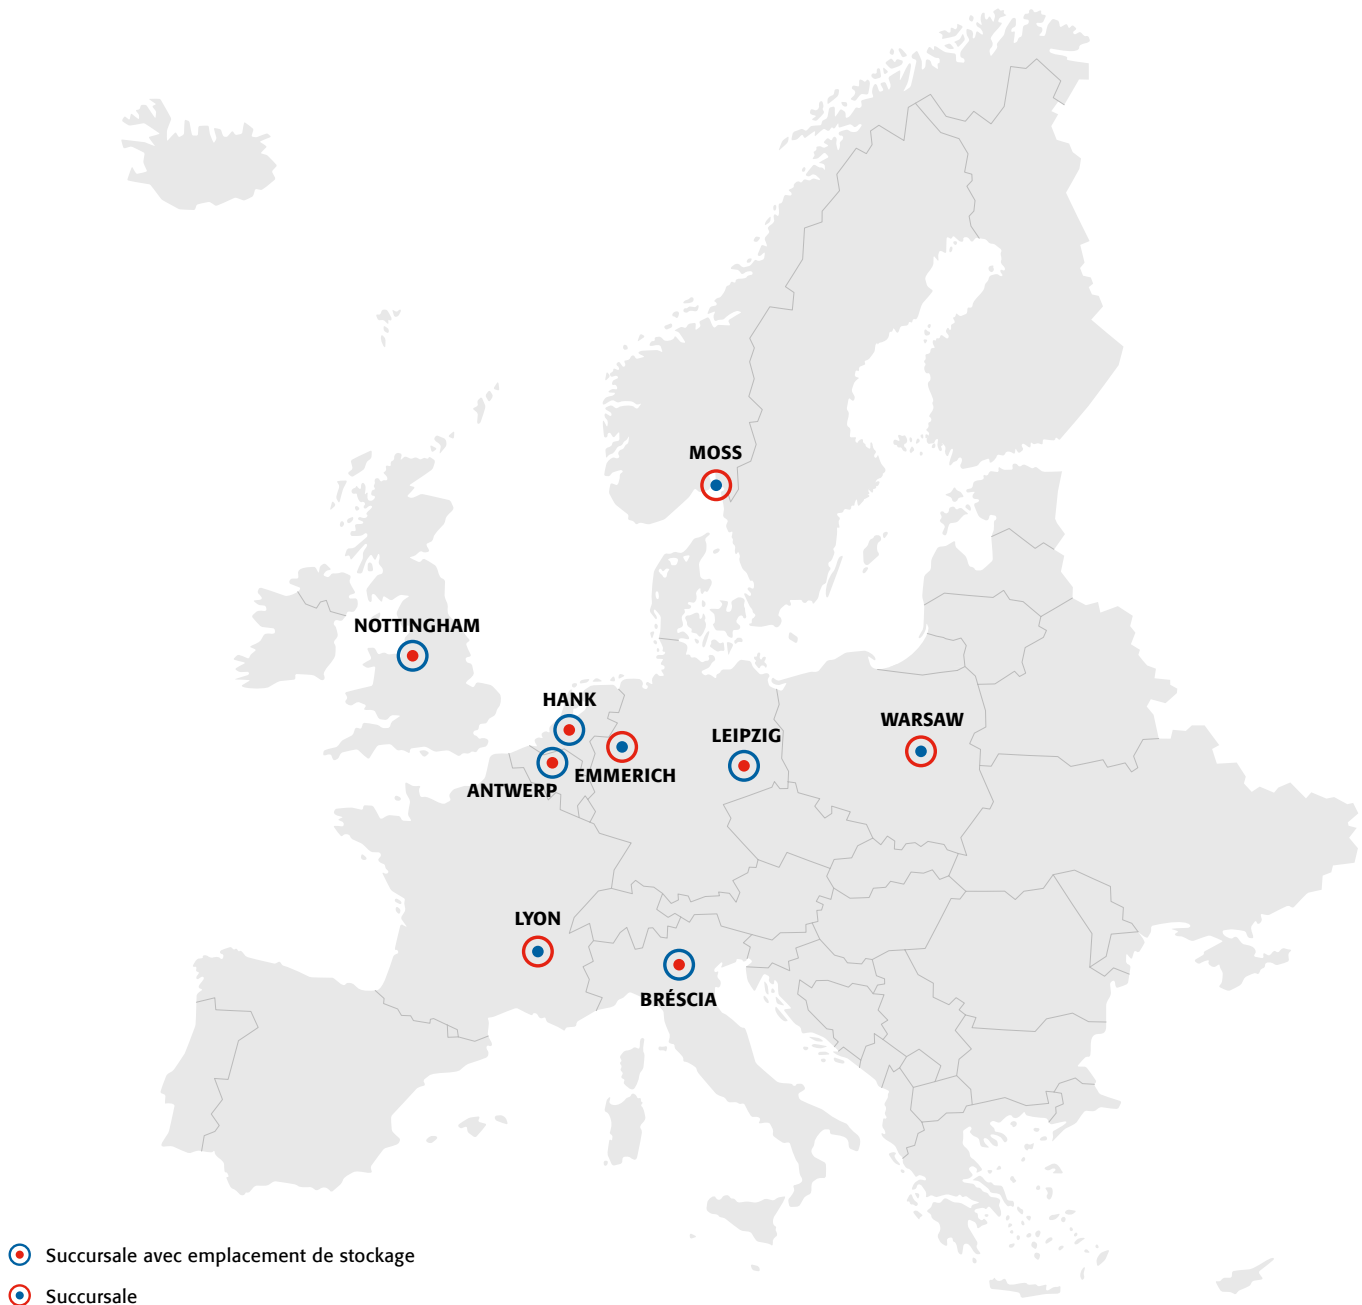 MOSS
NOTTINGHAM
HANK
WARSAW
LEIPZIG
EMMERICH
ANTWERP
LYON
BRÉSCIA
Succursale avec emplacement de stockage
Succursale